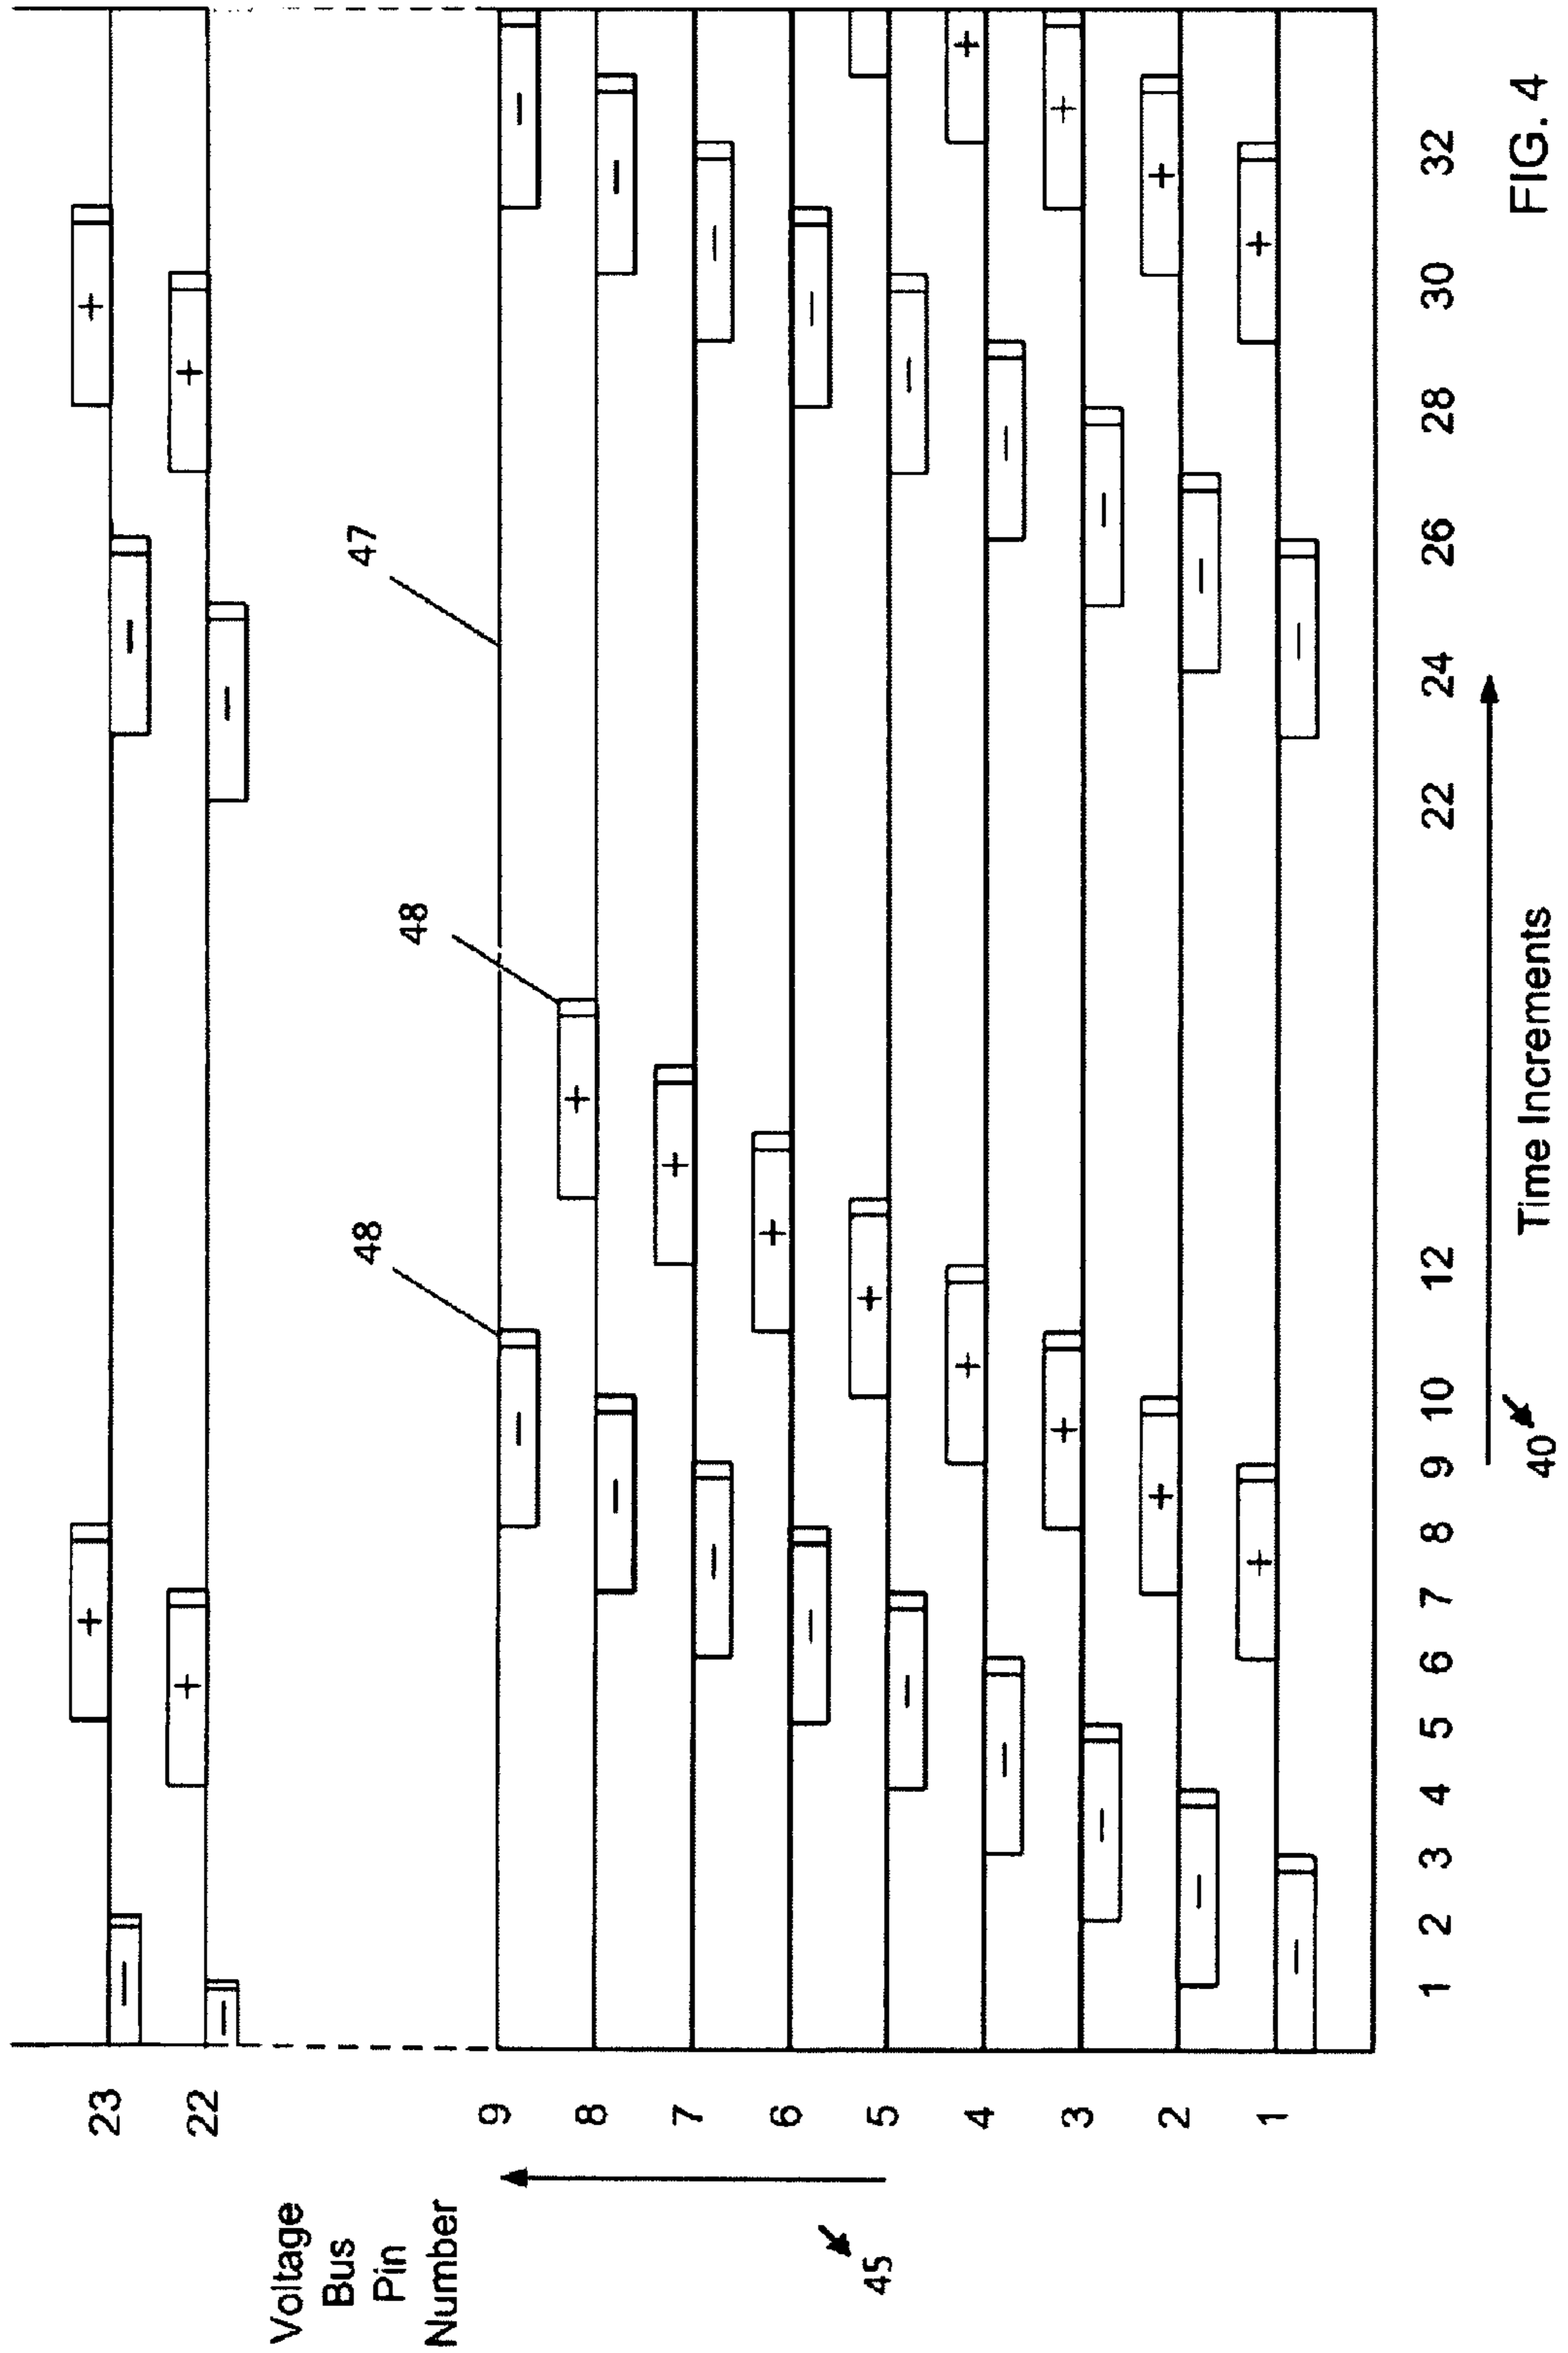 Voltage
Bus
Pin
Number
45
23
22
9
8
7
6
5
4
3
2
1
47
48
48
+ +
− −
+ +
− −
− −
+ −
− + −
− + −
− + −
− + +
− + − +
− + − +
− + − +
1 2 3 4 5 6 7 8 9 10 12 22 24 26 28 30 32
40
Time Increments
FIG. 4